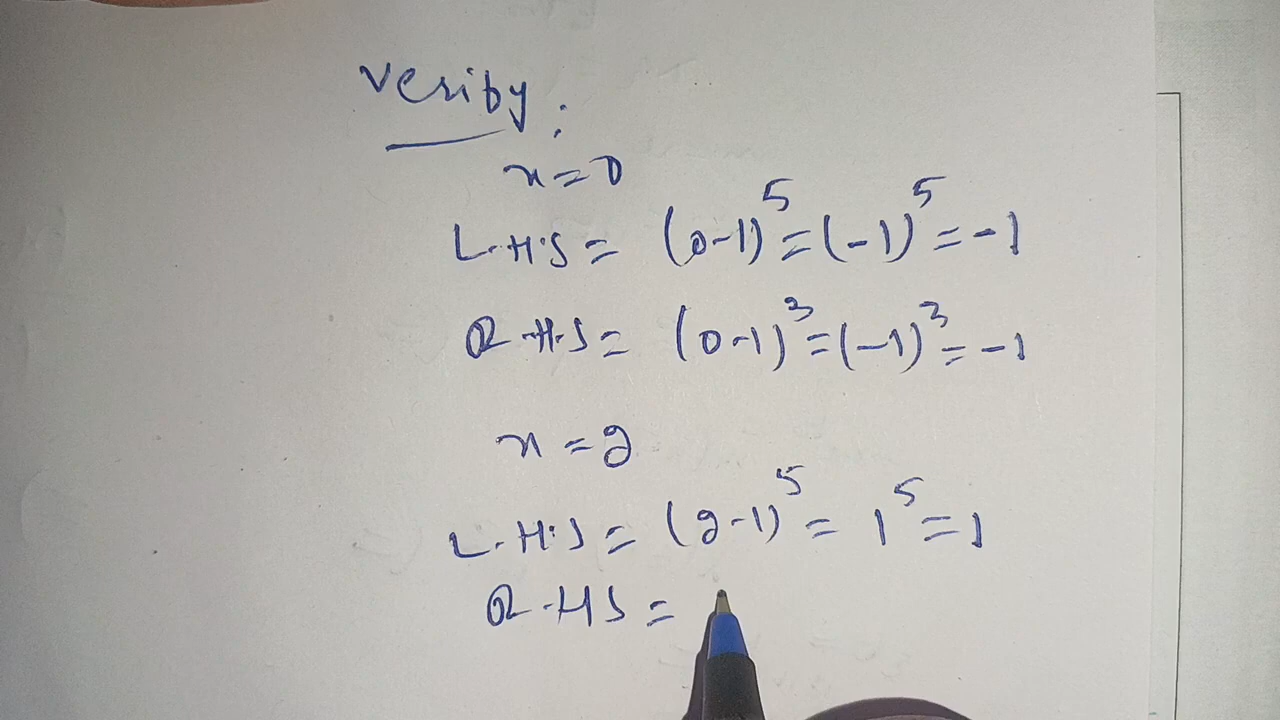 Verify:
x=0
L.H.S = (0-1)^5 = (-1)^5 = -1
R.H.S = (0-1)^3 = (-1)^3 = -1
x=2
L.H.S = (2-1)^5 = 1^5 = 1
R.HS =